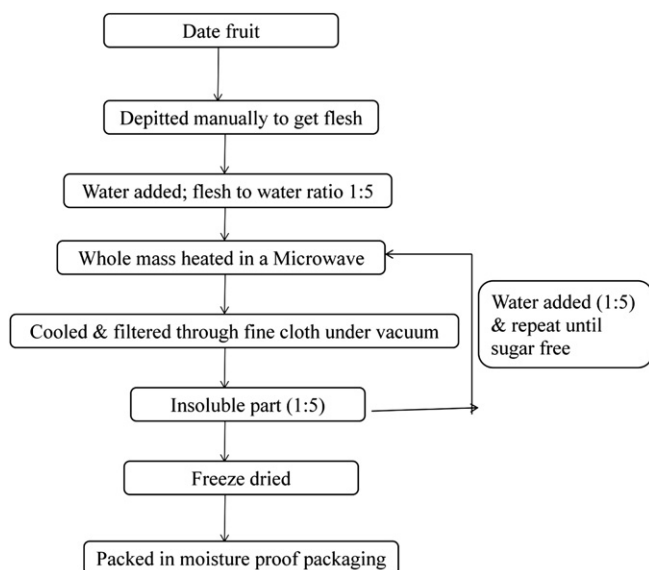 Date fruit
Depitted manually to get flesh
Water added; flesh to water ratio 1:5
Whole mass heated in a Microwave
Water added (1:5)
& repeat until
sugar free
Cooled & filtered through fine cloth under vacuum
Insoluble part (1:5)
Freeze dried
Packed in moisture proof packaging